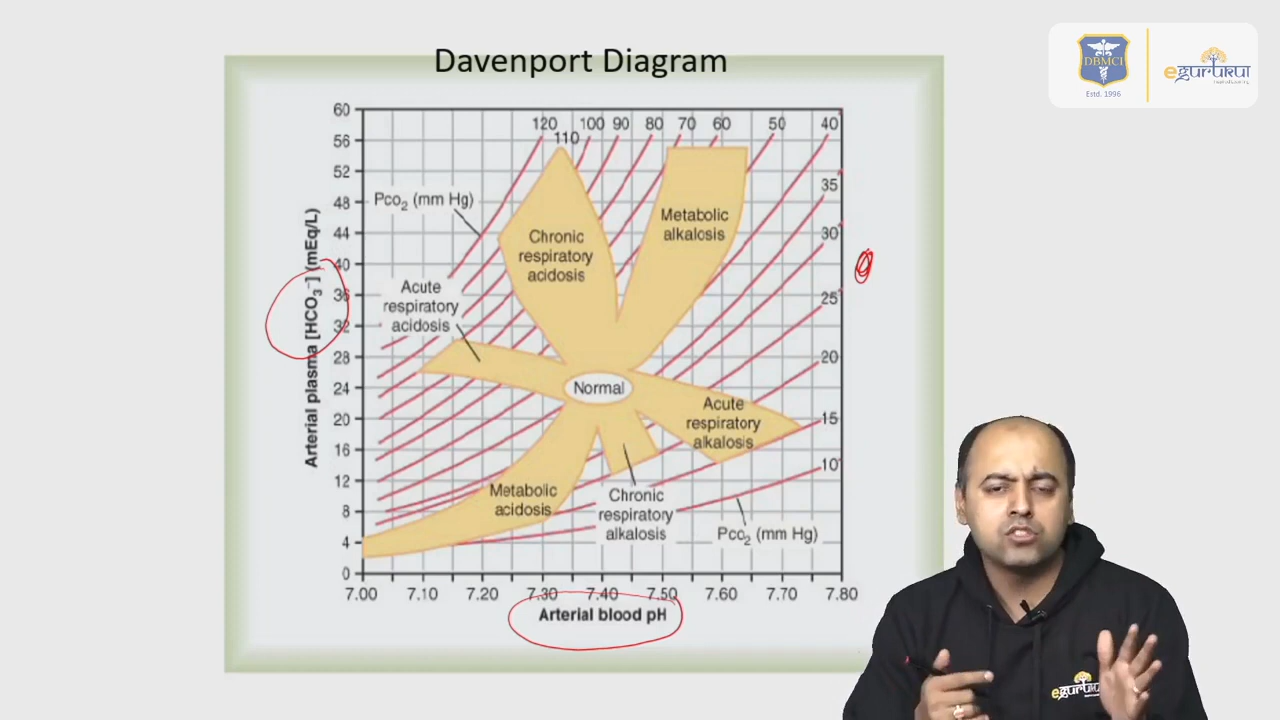 Davenport Diagram
DBMCI
Estd. 1996
eGurukul
60
56
52
48
44
40
36
32
28
24
20
16
12
8
4
0
Arterial plasma [HCO3–] (mEq/L)
120
110
100
90
80
70
60
50
40
35
30
25
20
15
10
Pco2 (mm Hg)
Chronic
respiratory
acidosis
Metabolic
alkalosis
Acute
respiratory
acidosis
Normal
Acute
respiratory
alkalosis
Metabolic
acidosis
Chronic
respiratory
alkalosis
Pco2 (mm Hg)
7.00 7.10 7.20 7.30 7.40 7.50 7.60 7.70 7.80
Arterial blood pH